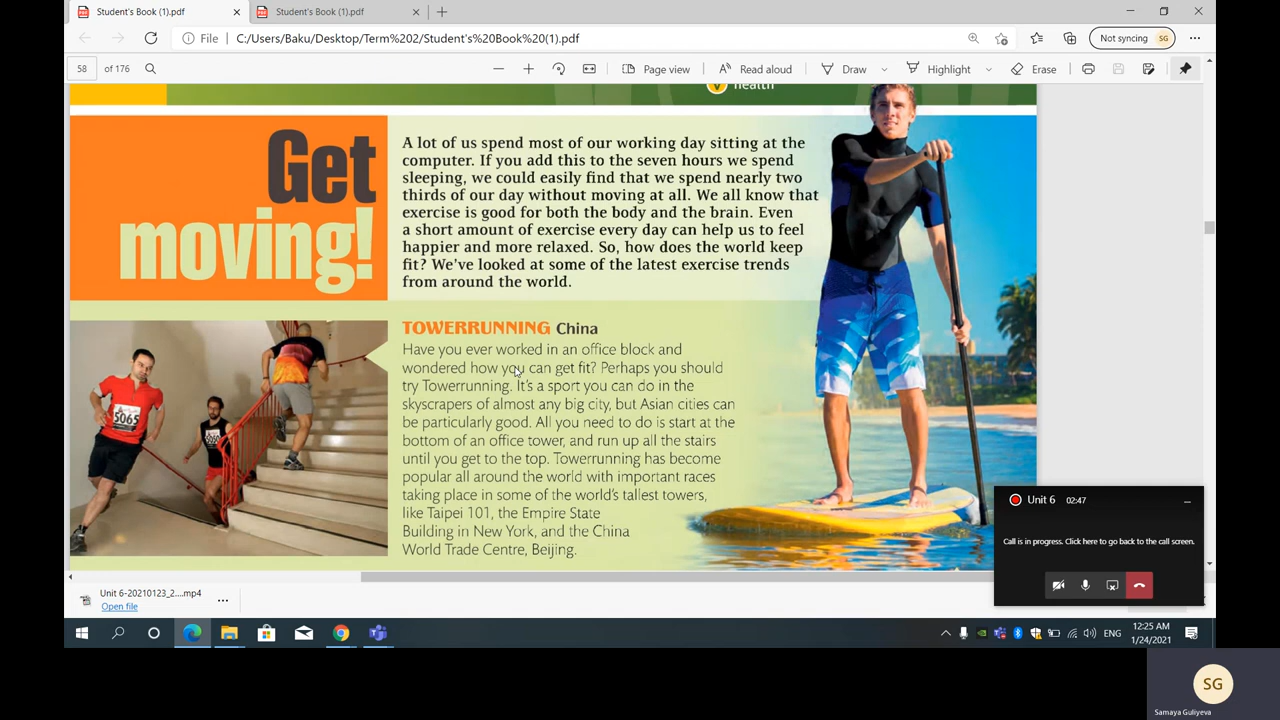 Student's Book (1).pdf
Student's Book (1).pdf
File
C:/Users/Baku/Desktop/Term%202/Student's%20Book%20(1).pdf
Not syncing SG
58 of 176
Page view
Read aloud
Draw
Highlight
Erase
health
Get
moving!
A lot of us spend most of our working day sitting at the
computer. If you add this to the seven hours we spend
sleeping, we could easily find that we spend nearly two
thirds of our day without moving at all. We all know that
exercise is good for both the body and the brain. Even
a short amount of exercise every day can help us to feel
happier and more relaxed. So, how does the world keep
fit? We've looked at some of the latest exercise trends
from around the world.
TOWERRUNNING China
Have you ever worked in an office block and
wondered how you can get fit? Perhaps you should
try Towerrunning. It's a sport you can do in the
skyscrapers of almost any big city, but Asian cities can
be particularly good. All you need to do is start at the
bottom of an office tower, and run up all the stairs
until you get to the top. Towerrunning has become
popular all around the world with important races
taking place in some of the world's tallest towers,
like Taipei 101, the Empire State
Building in New York, and the China
World Trade Centre, Beijing.
5065
Unit 6 02:47
Call is in progress. Click here to go back to the call screen.
Unit 6-20210123_2....mp4
Open file
ENG
12:25 AM
1/24/2021
SG
Samaya Guliyeva